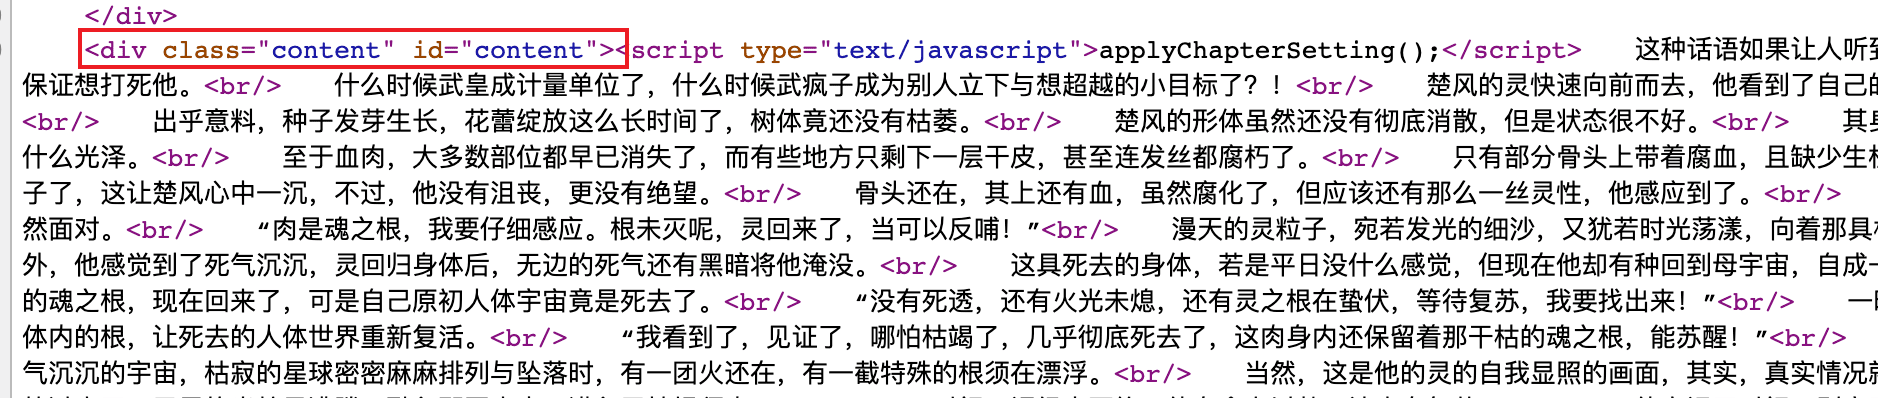 </div>
<div class="content" id="content"><script type="text/javascript">applyChapterSetting();</script>　　这种话语如果让人听到
保证想打死他。<br/>　　什么时候武皇成计量单位了，什么时候武疯子成为别人立下与想超越的小目标了？！<br/>　　楚风的灵快速向前而去，他看到了自己的
<br/>　　出乎意料，种子发芽生长，花蕾绽放这么长时间了，树体竟还没有枯萎。<br/>　　楚风的形体虽然还没有彻底消散，但是状态很不好。<br/>　　其身
什么光泽。<br/>　　至于血肉，大多数部位都早已消失了，而有些地方只剩下一层干皮，甚至连发丝都腐朽了。<br/>　　只有部分骨头上带着腐血，且缺少生机
子了，这让楚风心中一沉，不过，他没有沮丧，更没有绝望。<br/>　　骨头还在，其上还有血，虽然腐化了，但应该还有那么一丝灵性，他感应到了。<br/>
然面对。<br/>　　“肉是魂之根，我要仔细感应。根未灭呢，灵回来了，当可以反哺！”<br/>　　漫天的灵粒子，宛若发光的细沙，又犹若时光荡漾，向着那具枯
外，他感觉到了死气沉沉，灵回归身体后，无边的死气还有黑暗将他淹没。<br/>　　这具死去的身体，若是平日没什么感觉，但现在他却有种回到母宇宙，自成一
的魂之根，现在回来了，可是自己原初人体宇宙竟是死去了。<br/>　　“没有死透，还有火光未熄，还有灵之根在蛰伏，等待复苏，我要找出来！”<br/>　　一
体内的根，让死去的人体世界重新复活。<br/>　　“我看到了，见证了，哪怕枯竭了，几乎彻底死去了，这肉身内还保留着那干枯的魂之根，能苏醒！”<br/>
气沉沉的宇宙，枯寂的星球密密麻麻排列与坠落时，有一团火还在，有一截特殊的根须在漂浮。<br/>　　当然，这是他的灵的自我显照的画面，其实，真实情况就